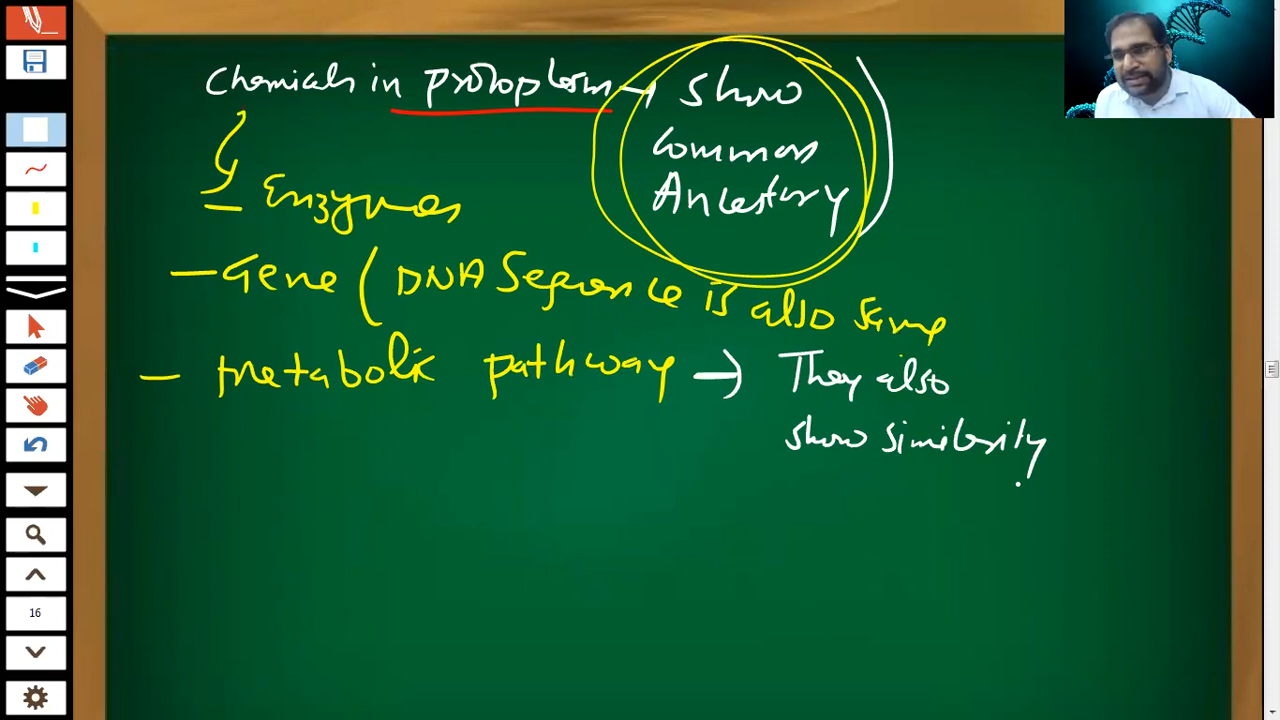 Chemicals in protoplasm → show
common
Ancestory
- Enzymes
- Gene ( DNA Sequence is also same
- metabolic pathway → They also
show similarity
16